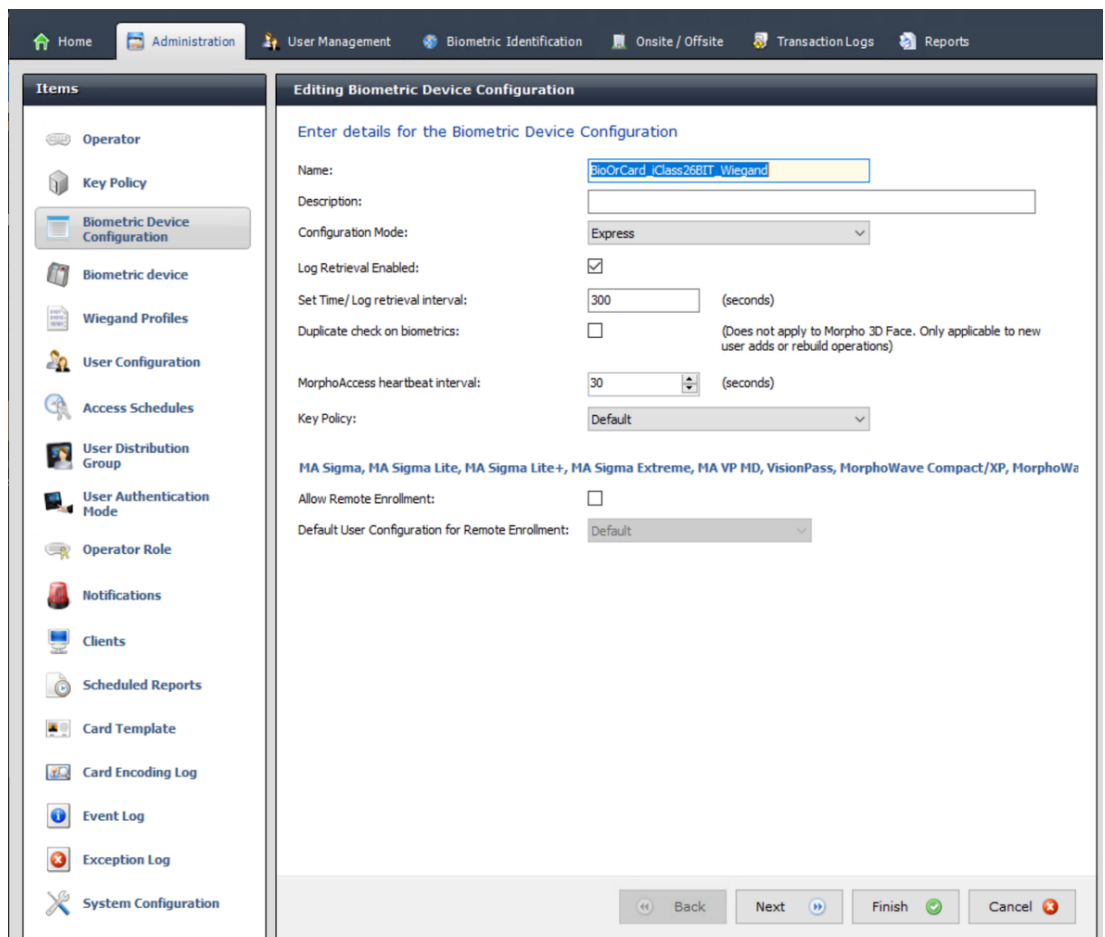 Home
Administration
User Management
Biometric Identification
Onsite / Offsite
Transaction Logs
Reports
Items
Operator
Key Policy
Biometric Device
Configuration
Biometric device
Wiegand Profiles
User Configuration
Access Schedules
User Distribution
Group
User Authentication
Mode
Operator Role
Notifications
Clients
Scheduled Reports
Card Template
Card Encoding Log
Event Log
Exception Log
System Configuration
Editing Biometric Device Configuration
Enter details for the Biometric Device Configuration
Name: BioOrCard_iClass26BIT_Wiegand
Description:
Configuration Mode: Express
Log Retrieval Enabled:
Set Time/ Log retrieval interval: 300 (seconds)
Duplicate check on biometrics: (Does not apply to Morpho 3D Face. Only applicable to new
user adds or rebuild operations)
MorphoAccess heartbeat interval: 30 (seconds)
Key Policy: Default
MA Sigma, MA Sigma Lite, MA Sigma Lite+, MA Sigma Extreme, MA VP MD, VisionPass, MorphoWave Compact/XP, MorphoWa
Allow Remote Enrollment:
Default User Configuration for Remote Enrollment: Default
Back
Next
Finish
Cancel